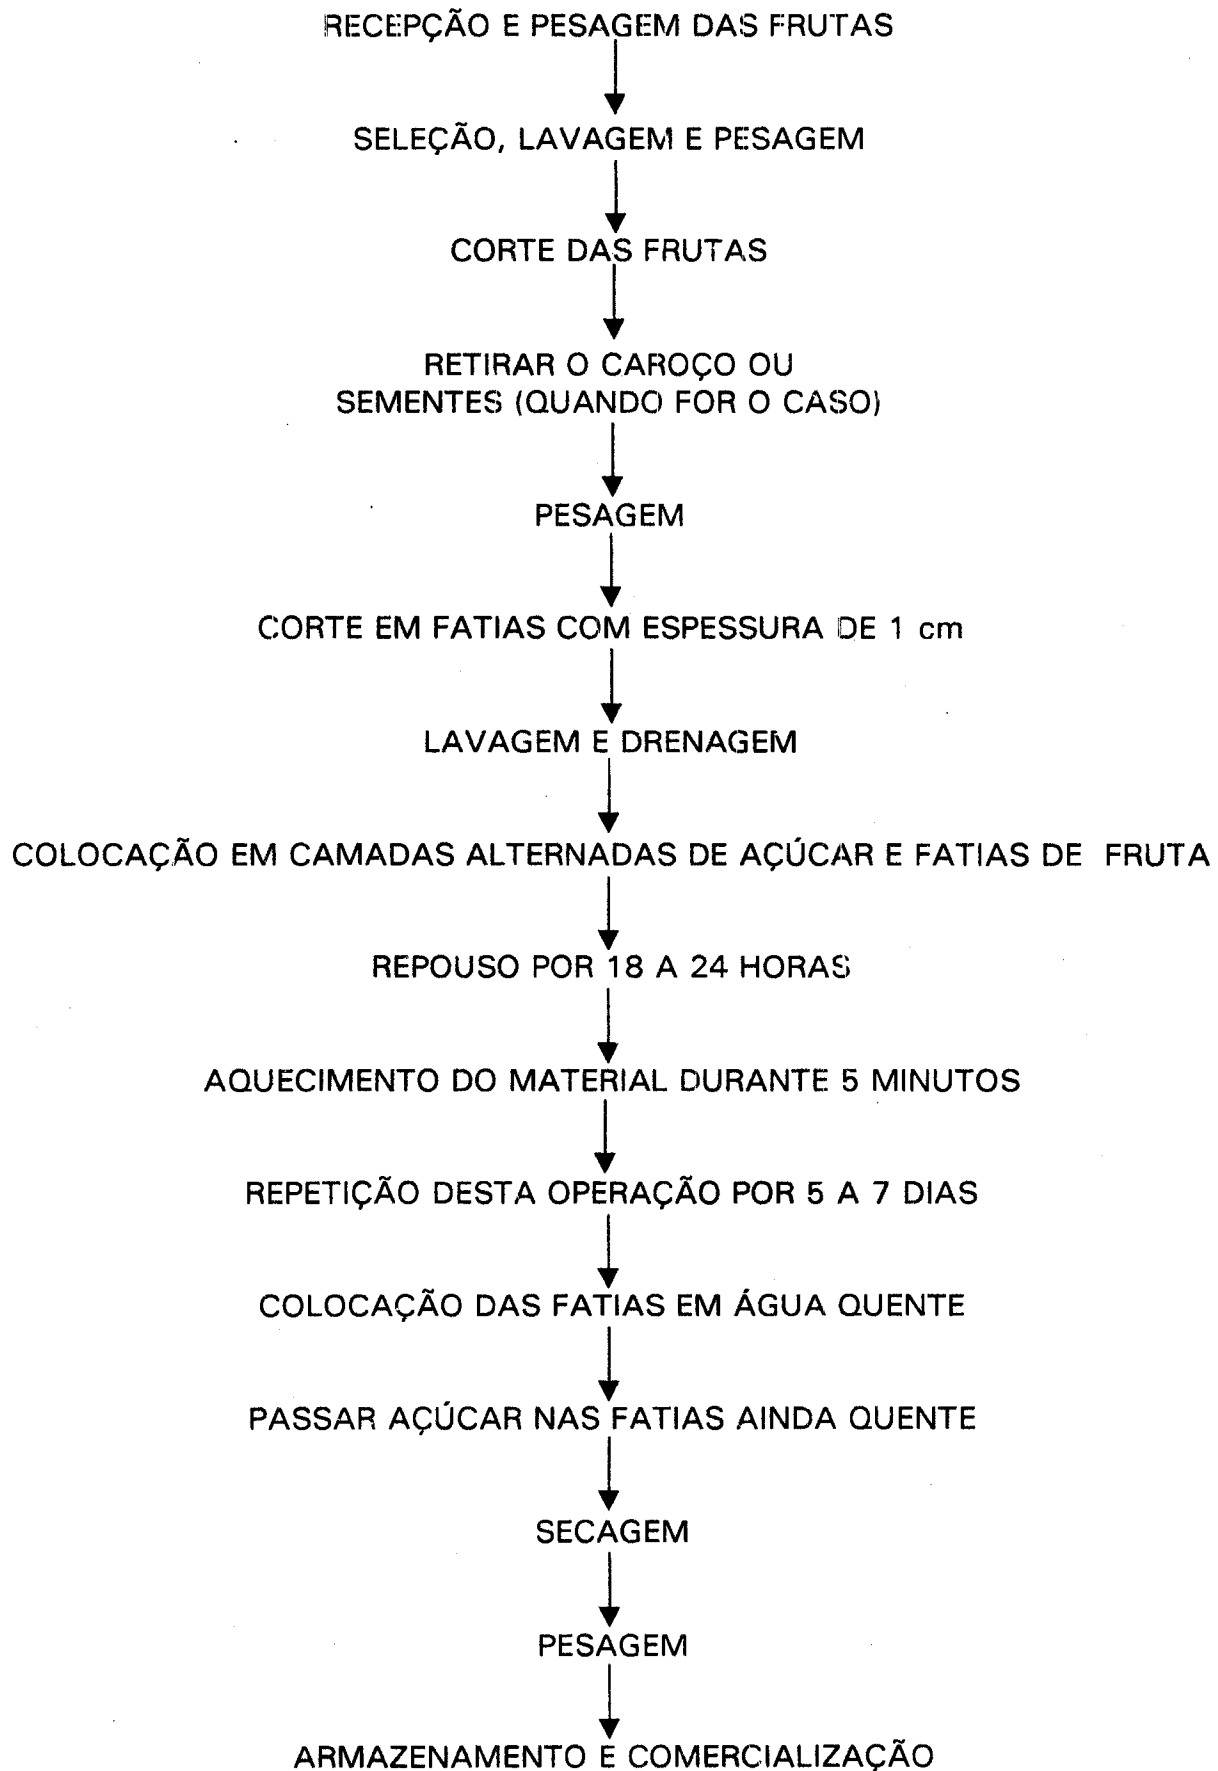 RECEPÇÃO E PESAGEM DAS FRUTAS
SELEÇÃO, LAVAGEM E PESAGEM
CORTE DAS FRUTAS
RETIRAR O CAROÇO OU
SEMENTES (QUANDO FOR O CASO)
PESAGEM
CORTE EM FATIAS COM ESPESSURA DE 1 cm
LAVAGEM E DRENAGEM
COLOCAÇÃO EM CAMADAS ALTERNADAS DE AÇÚCAR E FATIAS DE FRUTA
REPOUSO POR 18 A 24 HORAS
AQUECIMENTO DO MATERIAL DURANTE 5 MINUTOS
REPETIÇÃO DESTA OPERAÇÃO POR 5 A 7 DIAS
COLOCAÇÃO DAS FATIAS EM ÁGUA QUENTE
PASSAR AÇÚCAR NAS FATIAS AINDA QUENTE
SECAGEM
PESAGEM
ARMAZENAMENTO E COMERCIALIZAÇÃO